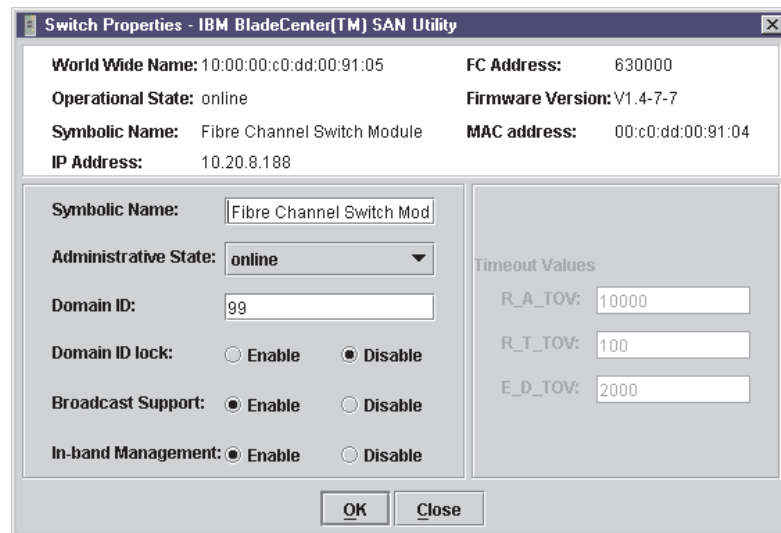 Switch Properties - IBM BladeCenter(TM) SAN Utility
World Wide Name: 10:00:00:c0:dd:00:91:05
FC Address: 630000
Operational State: online
Firmware Version: V1.4-7-7
Symbolic Name: Fibre Channel Switch Module
MAC address: 00:c0:dd:00:91:04
IP Address: 10.20.8.188
Symbolic Name: Fibre Channel Switch Mod
Administrative State: online
Domain ID: 99
Domain ID lock: Enable Disable
Broadcast Support: Enable Disable
In-band Management: Enable Disable
Timeout Values
R_A_TOV: 10000
R_T_TOV: 100
E_D_TOV: 2000
OK Close